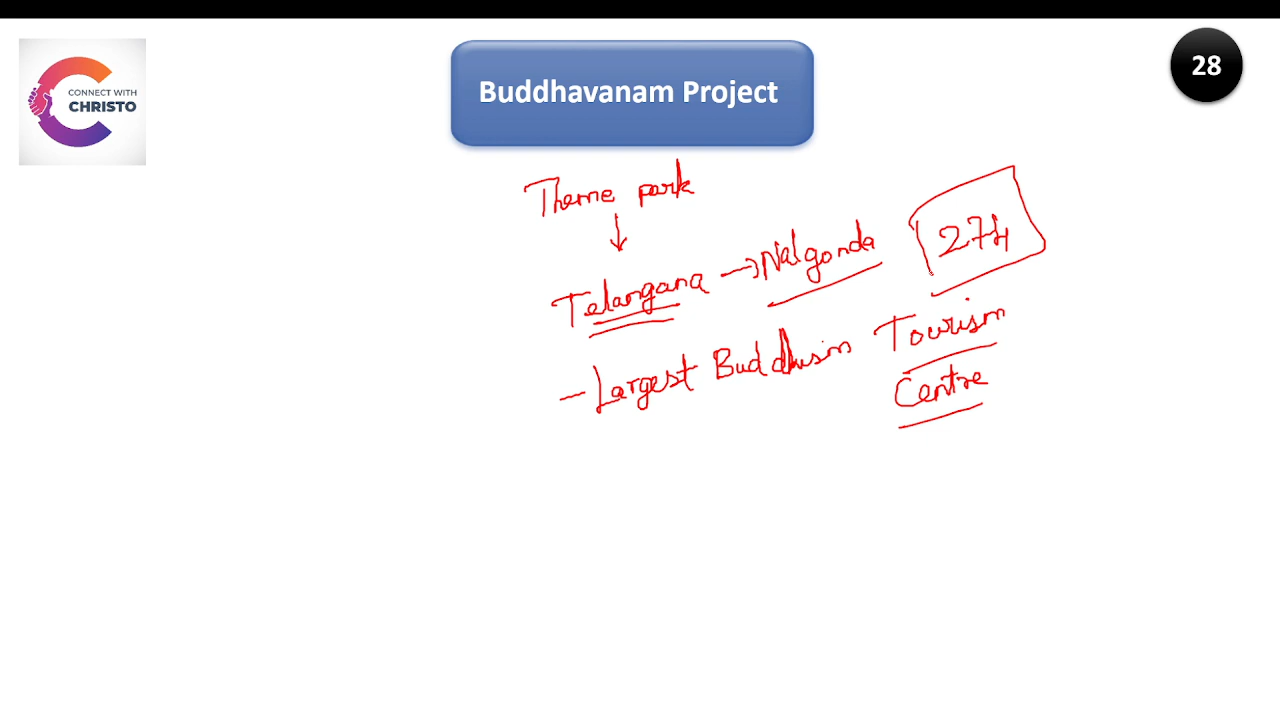 CONNECT WITH
CHRISTO
Buddhavanam Project
28
Theme park
↓
Telangana → Nalgonda
274
- Largest Buddhism Tourism
Centre